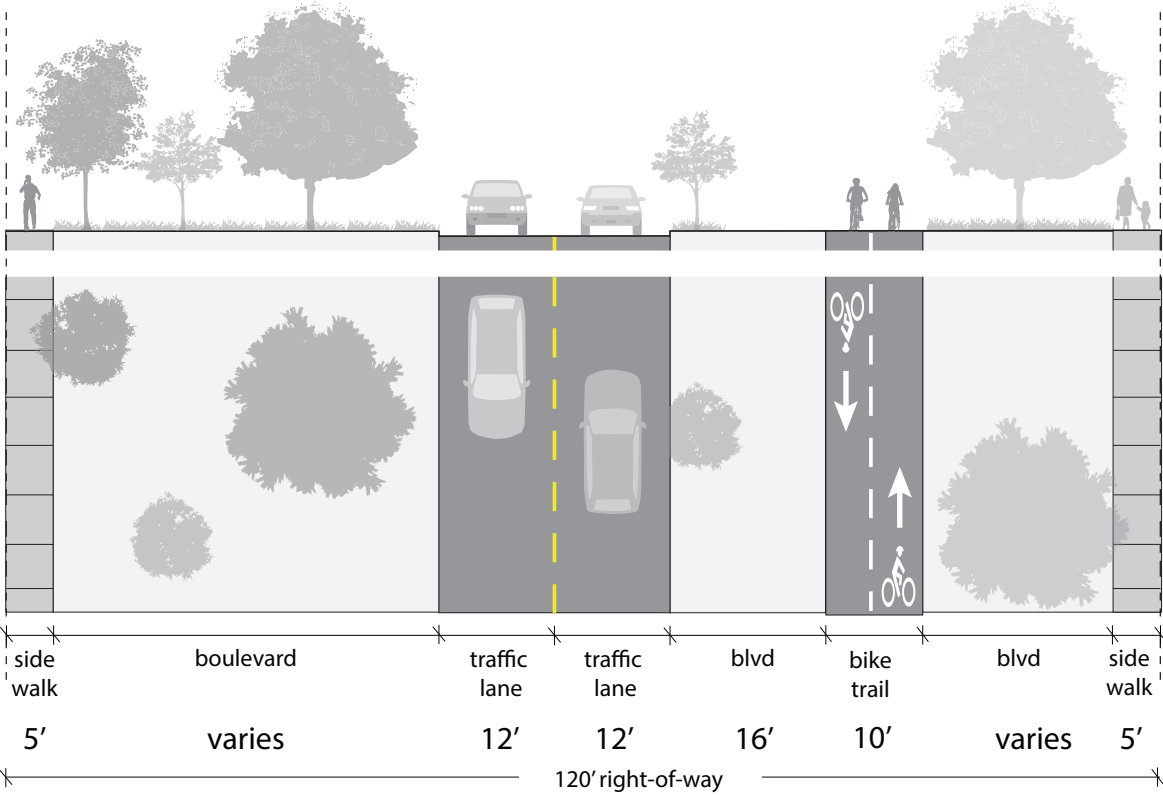 side
walk
boulevard
traffic
lane
traffic
lane
blvd
bike
trail
blvd
side
walk
5’
varies
12’
12’
16’
10’
varies
5’
120’ right-of-way